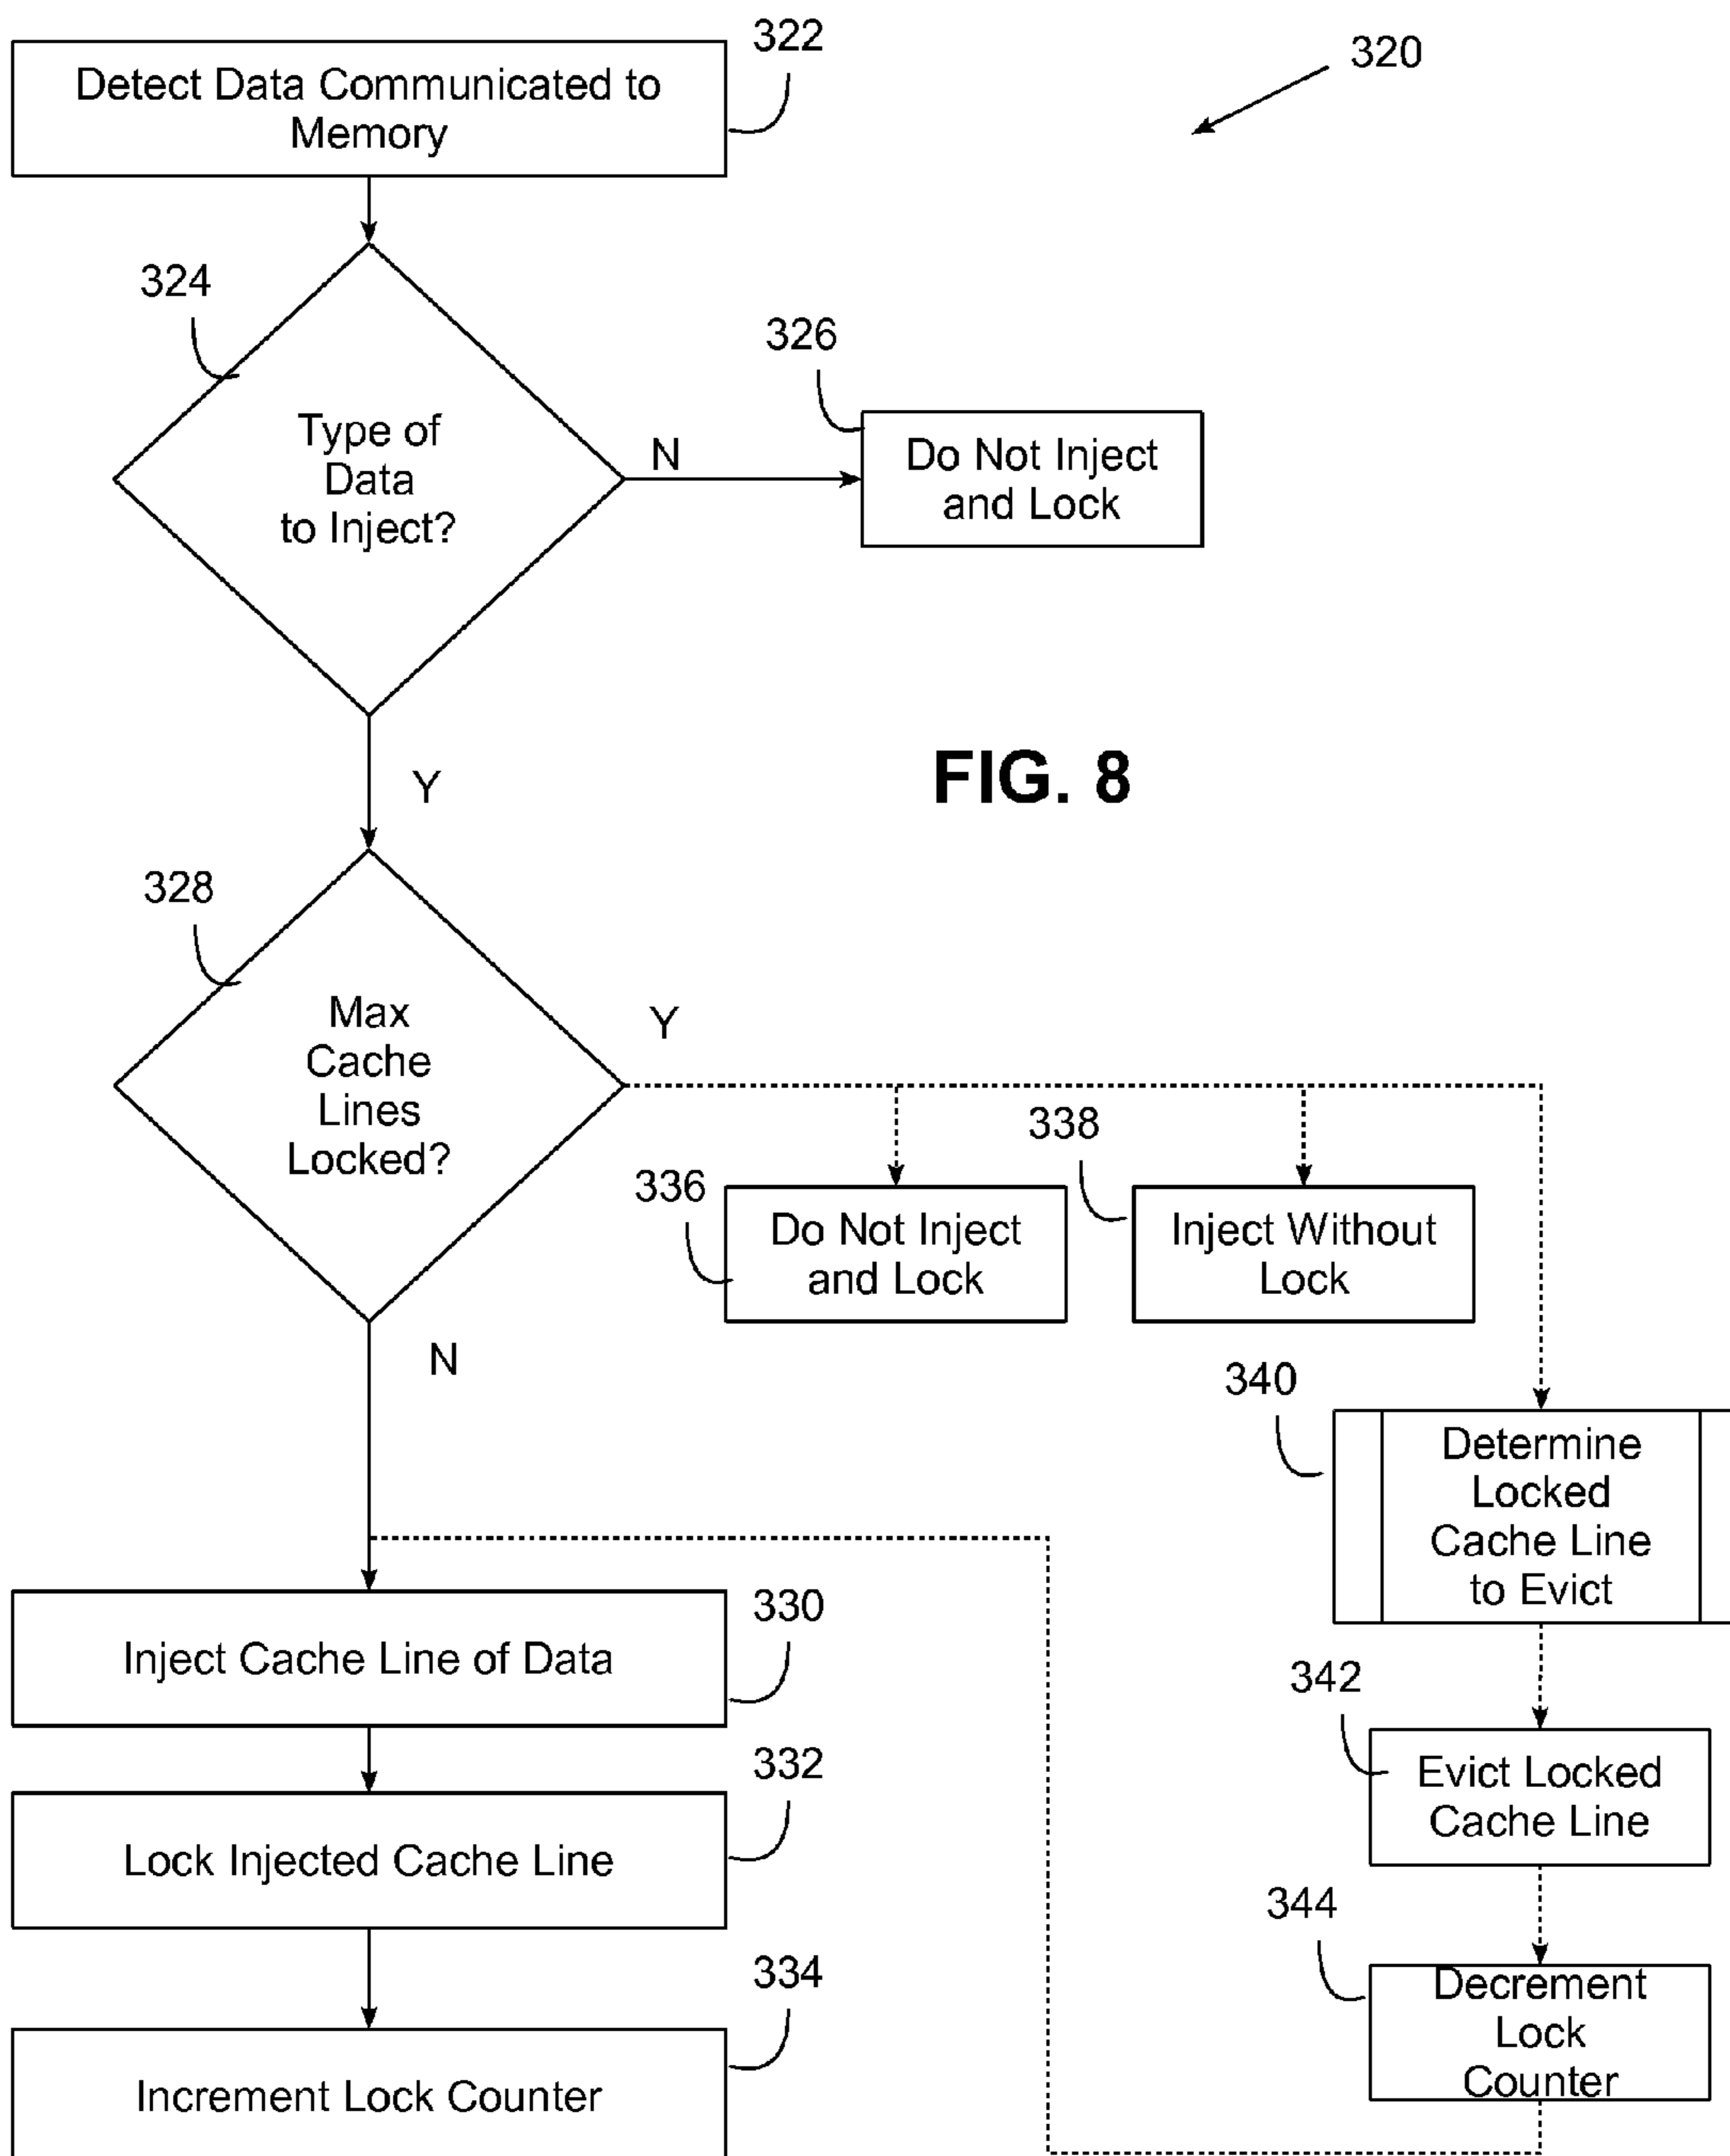 322
320
Detect Data Communicated to
Memory
324
326
Type of
Data
to Inject?
N
Do Not Inject
and Lock
Y
FIG. 8
328
Max
Cache
Lines
Locked?
Y
338
336
Do Not Inject
and Lock
Inject Without
Lock
N
340
Determine
Locked
Cache Line
to Evict
330
Inject Cache Line of Data
342
Evict Locked
Cache Line
332
Lock Injected Cache Line
344
Decrement
Lock
Counter
334
Increment Lock Counter